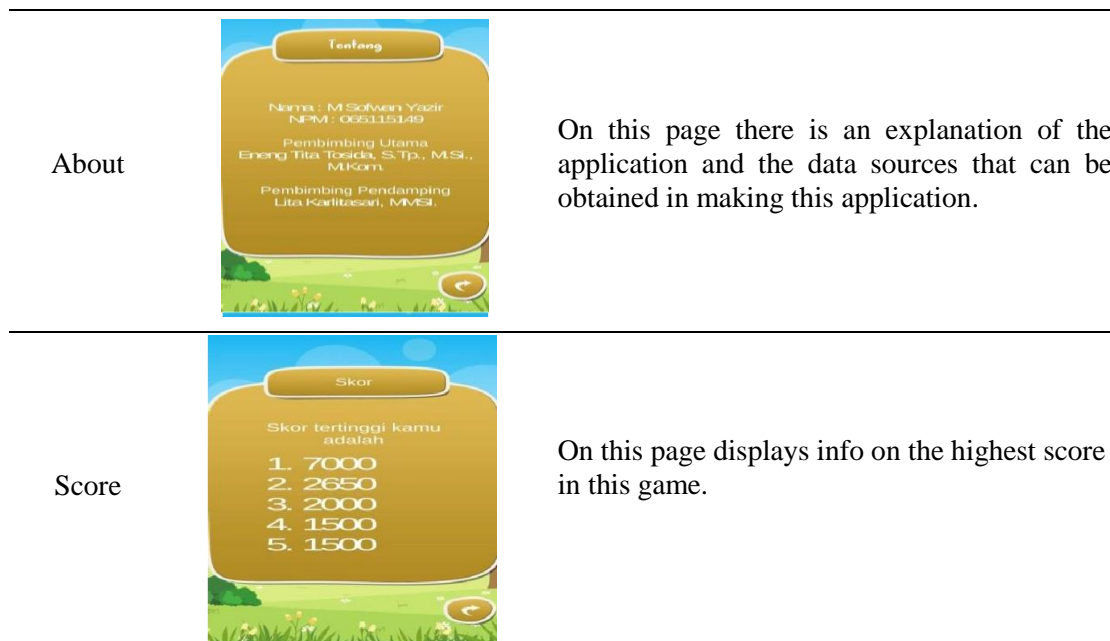 About
Tentang
Nama : M Sofwan Yazir
NPM : 065115149
Pembimbing Utama
Eneng Tita Tosida, S.Tp., M.Si.,
M.Kom.
Pembimbing Pendamping
Lita Karlitasari, MMSI.
On this page there is an explanation of the
application and the data sources that can be
obtained in making this application.
Score
Skor
Skor tertinggi kamu
adalah
1. 7000
2. 2650
3. 2000
4. 1500
5. 1500
On this page displays info on the highest score
in this game.